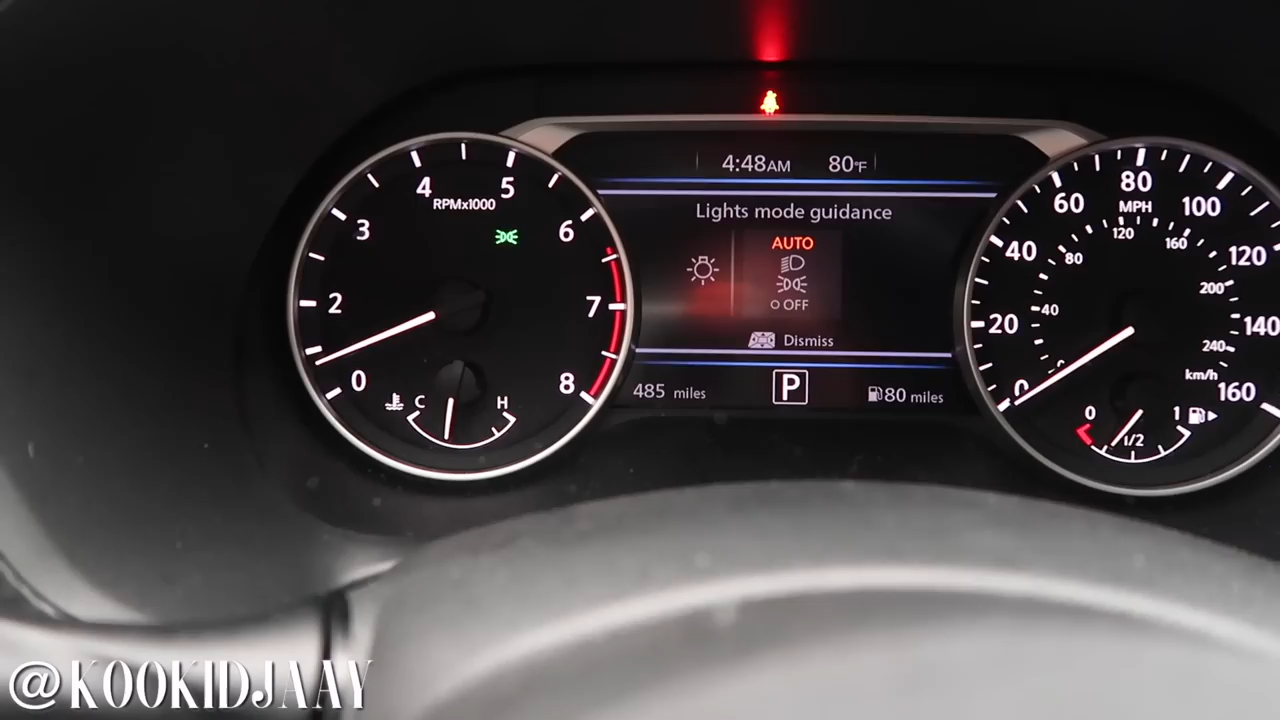 4:48AM 80°F
Lights mode guidance
AUTO
OFF
Dismiss
485 miles P 80 miles
0 2 3 4 5 6 7 8
RPMx1000
C H
0 20 40 60 80 100 120 140 160
MPH
0 40 80 120 160 200 240
km/h
0 1/2 1
@KOOKIDJAAY